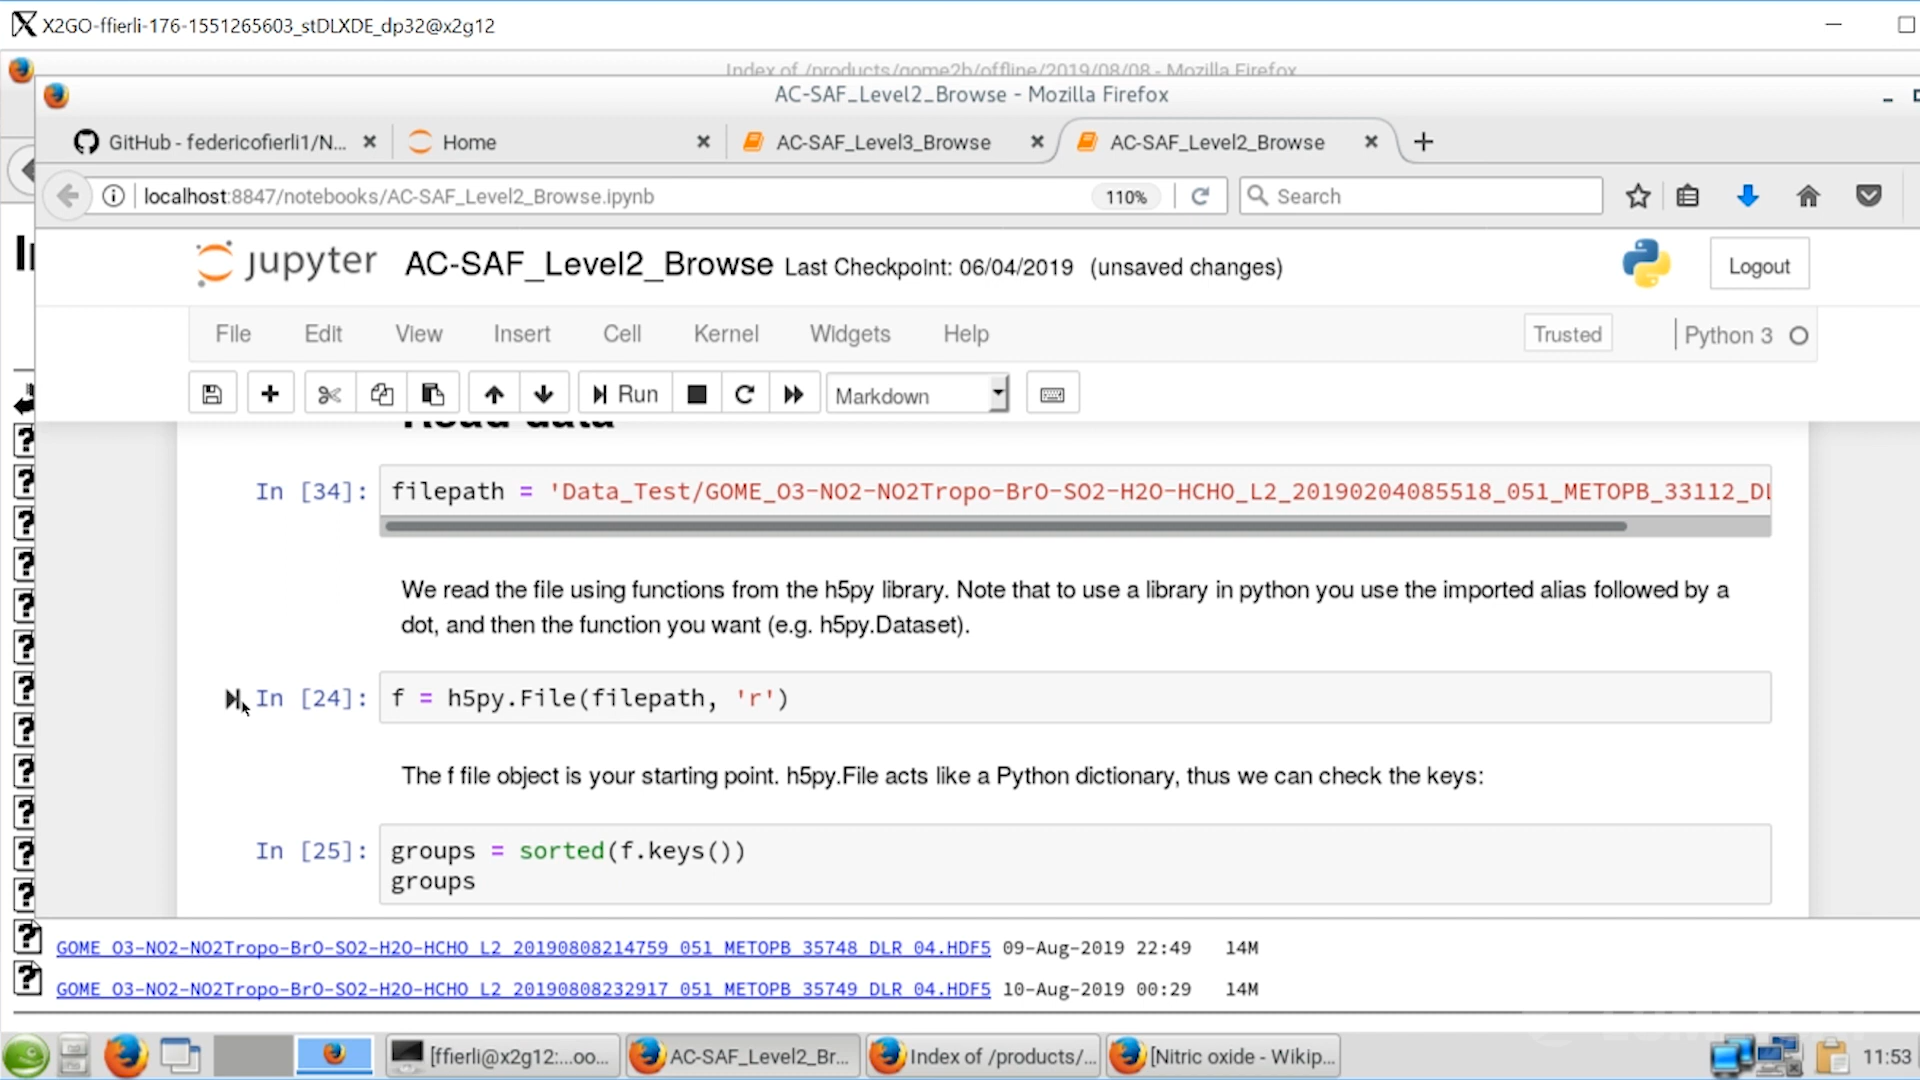 X2GO-ffierli-176-1551265603_stDLXDE_dp32@x2g12
Index of /products/gome2b/offline/2019/08/08 - Mozilla Firefox
AC-SAF_Level2_Browse - Mozilla Firefox
GitHub - federicofierli1/N... Home AC-SAF_Level3_Browse AC-SAF_Level2_Browse
localhost:8847/notebooks/AC-SAF_Level2_Browse.ipynb 110% Search
jupyter AC-SAF_Level2_Browse Last Checkpoint: 06/04/2019 (unsaved changes) Logout
File Edit View Insert Cell Kernel Widgets Help Trusted Python 3
Run Markdown
Read data
In [34]: filepath = 'Data_Test/GOME_O3-NO2-NO2Tropo-BrO-SO2-H2O-HCHO_L2_20190204085518_051_METOPB_33112_DL
We read the file using functions from the h5py library. Note that to use a library in python you use the imported alias followed by a
dot, and then the function you want (e.g. h5py.Dataset).
In [24]: f = h5py.File(filepath, 'r')
The f file object is your starting point. h5py.File acts like a Python dictionary, thus we can check the keys:
In [25]: groups = sorted(f.keys())
groups
GOME_O3-NO2-NO2Tropo-BrO-SO2-H2O-HCHO_L2_20190808214759_051_METOPB_35748_DLR_04.HDF5 09-Aug-2019 22:49 14M
GOME_O3-NO2-NO2Tropo-BrO-SO2-H2O-HCHO_L2_20190808232917_051_METOPB_35749_DLR_04.HDF5 10-Aug-2019 00:29 14M
[ffierli@x2g12:...oo... AC-SAF_Level2_Br... Index of /products/... [Nitric oxide - Wikip... 11:53